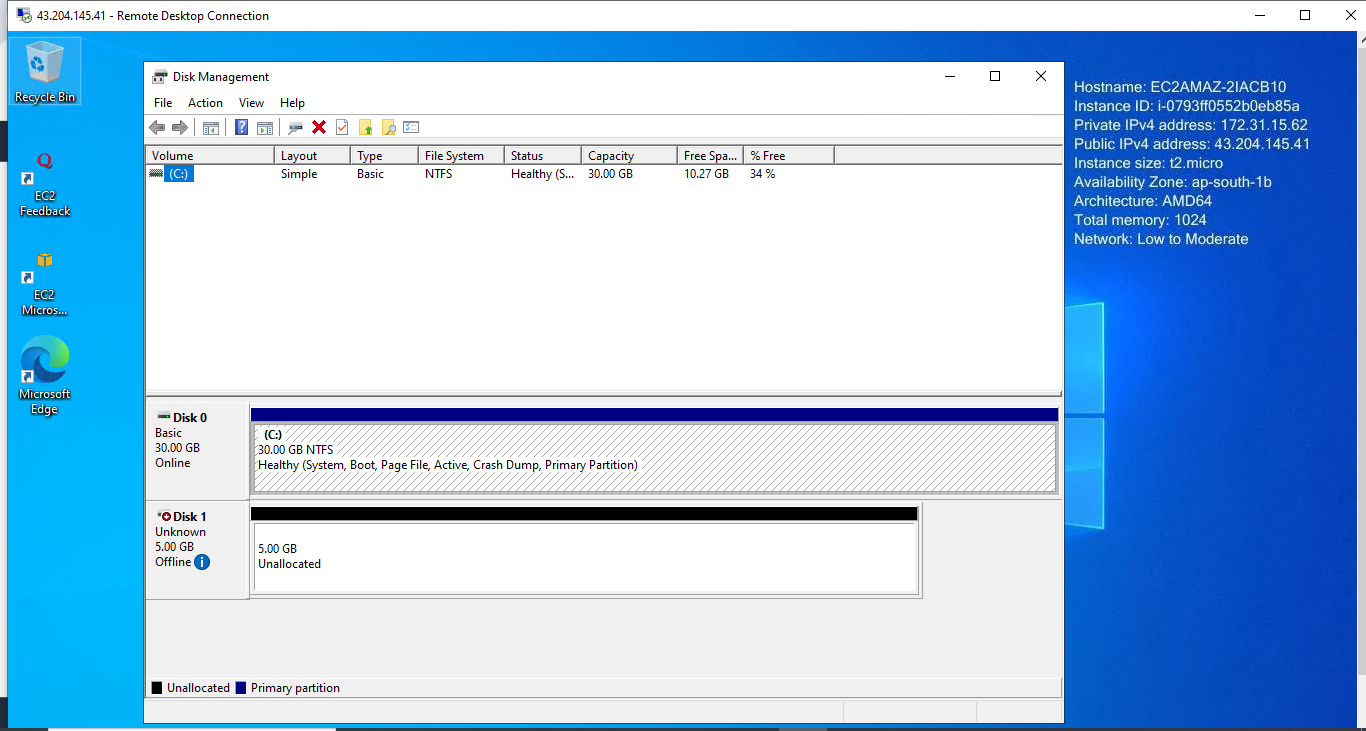 43.204.145.41 - Remote Desktop Connection
Recycle Bin
EC2
Feedback
EC2
Micros...
Microsoft
Edge
Disk Management
File Action View Help
Volume Layout Type File System Status Capacity Free Spa... % Free
(C:) Simple Basic NTFS Healthy (S... 30.00 GB 10.27 GB 34 %
Disk 0
Basic
30.00 GB
Online
(C:)
30.00 GB NTFS
Healthy (System, Boot, Page File, Active, Crash Dump, Primary Partition)
Disk 1
Unknown
5.00 GB
Offline
5.00 GB
Unallocated
Unallocated Primary partition
Hostname: EC2AMAZ-2IACB10
Instance ID: i-0793ff0552b0eb85a
Private IPv4 address: 172.31.15.62
Public IPv4 address: 43.204.145.41
Instance size: t2.micro
Availability Zone: ap-south-1b
Architecture: AMD64
Total memory: 1024
Network: Low to Moderate